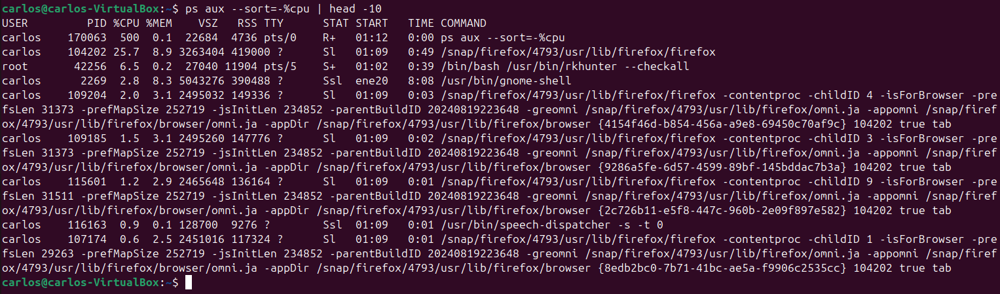 carlos@carlos-VirtualBox:~$ ps aux --sort=-%cpu | head -10
USER         PID %CPU %MEM    VSZ   RSS TTY      STAT START   TIME COMMAND
carlos    170063  500  0.1  22684  4736 pts/0    R+   01:12   0:00 ps aux --sort=-%cpu
carlos    104202 25.7  8.9 3263404 419000 ?      Sl   01:09   0:49 /snap/firefox/4793/usr/lib/firefox/firefox
root       42256  6.5  0.2  27040 11904 pts/5    S+   01:02   0:39 /bin/bash /usr/bin/rkhunter --checkall
carlos      2269  2.8  8.3 5043276 390488 ?      Ssl  ene20   8:08 /usr/bin/gnome-shell
carlos    109204  2.0  3.1 2495032 149336 ?      Sl   01:09   0:03 /snap/firefox/4793/usr/lib/firefox/firefox -contentproc -childID 4 -isForBrowser -pre
fsLen 31373 -prefMapSize 252719 -jsInitLen 234852 -parentBuildID 20240819223648 -greomni /snap/firefox/4793/usr/lib/firefox/omni.ja -appomni /snap/firef
ox/4793/usr/lib/firefox/browser/omni.ja -appDir /snap/firefox/4793/usr/lib/firefox/browser {4154f46d-b854-456a-a9e8-69450c70af9c} 104202 true tab
carlos    109185  1.5  3.1 2495260 147776 ?      Sl   01:09   0:02 /snap/firefox/4793/usr/lib/firefox/firefox -contentproc -childID 3 -isForBrowser -pre
fsLen 31373 -prefMapSize 252719 -jsInitLen 234852 -parentBuildID 20240819223648 -greomni /snap/firefox/4793/usr/lib/firefox/omni.ja -appomni /snap/firef
ox/4793/usr/lib/firefox/browser/omni.ja -appDir /snap/firefox/4793/usr/lib/firefox/browser {9286a5fe-6d57-4599-89bf-145bddac7b3a} 104202 true tab
carlos    115601  1.2  2.9 2465648 136164 ?      Sl   01:09   0:01 /snap/firefox/4793/usr/lib/firefox/firefox -contentproc -childID 9 -isForBrowser -pre
fsLen 31511 -prefMapSize 252719 -jsInitLen 234852 -parentBuildID 20240819223648 -greomni /snap/firefox/4793/usr/lib/firefox/omni.ja -appomni /snap/firef
ox/4793/usr/lib/firefox/browser/omni.ja -appDir /snap/firefox/4793/usr/lib/firefox/browser {2c726b11-e5f8-447c-960b-2e09f897e582} 104202 true tab
carlos    116163  0.9  0.1 128700  9276 ?        Ssl  01:09   0:01 /usr/bin/speech-dispatcher -s -t 0
carlos    107174  0.6  2.5 2451016 117324 ?      Sl   01:09   0:01 /snap/firefox/4793/usr/lib/firefox/firefox -contentproc -childID 1 -isForBrowser -pre
fsLen 29263 -prefMapSize 252719 -jsInitLen 234852 -parentBuildID 20240819223648 -greomni /snap/firefox/4793/usr/lib/firefox/omni.ja -appomni /snap/firef
ox/4793/usr/lib/firefox/browser/omni.ja -appDir /snap/firefox/4793/usr/lib/firefox/browser {8edb2bc0-7b71-41bc-ae5a-f9906c2535cc} 104202 true tab
carlos@carlos-VirtualBox:~$